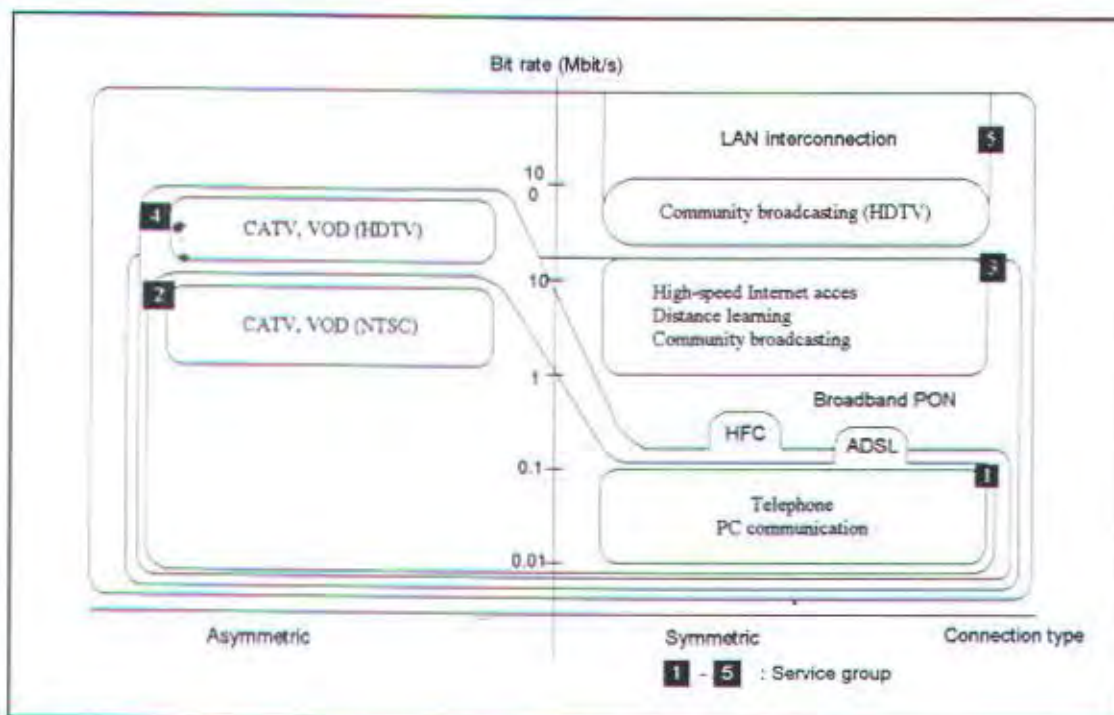 Bit rate (Mbit/s)
LAN interconnection
5
10
0
4
CATV, VOD (HDTV)
Community broadcasting (HDTV)
2
CATV, VOD (NTSC)
10
3
High-speed Internet acces
Distance learning
Community broadcasting
1
Broadband PON
HFC
ADSL
0.1
1
Telephone
PC communication
0.01
Asymmetric
Symmetric
Connection type
1 - 5 : Service group